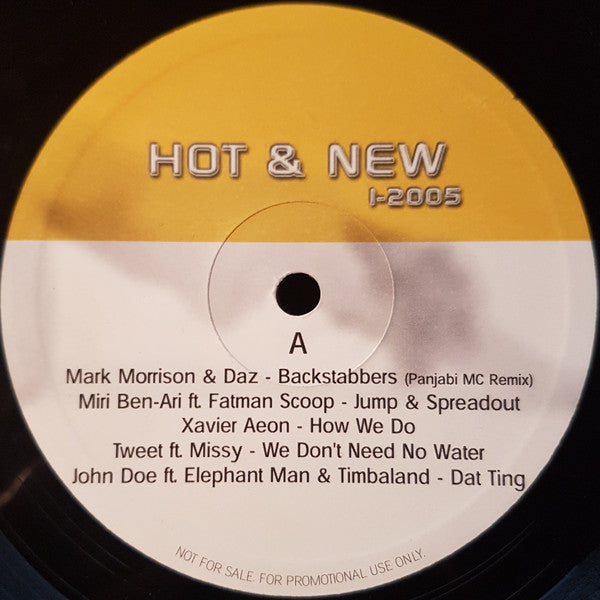 HOT & NEW
1-2005
A
Mark Morrison & Daz - Backstabbers (Panjabi MC Remix)
Miri Ben-Ari ft. Fatman Scoop - Jump & Spreadout
Xavier Aeon - How We Do
Tweet ft. Missy - We Don't Need No Water
John Doe ft. Elephant Man & Timbaland - Dat Ting
NOT FOR SALE. FOR PROMOTIONAL USE ONLY.